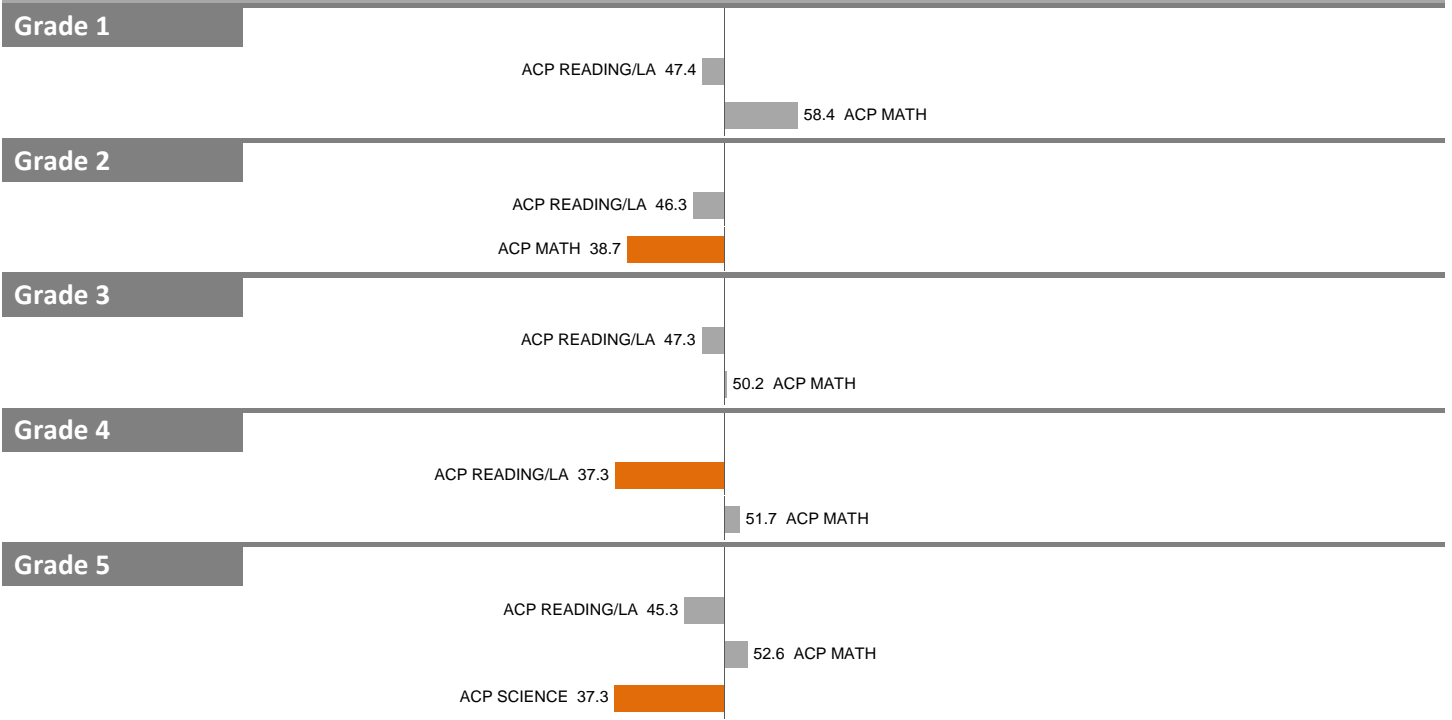 Grade 1
ACP READING/LA 47.4
58.4 ACP MATH
Grade 2
ACP READING/LA 46.3
ACP MATH 38.7
Grade 3
ACP READING/LA 47.3
50.2 ACP MATH
Grade 4
ACP READING/LA 37.3
51.7 ACP MATH
Grade 5
ACP READING/LA 45.3
52.6 ACP MATH
ACP SCIENCE 37.3